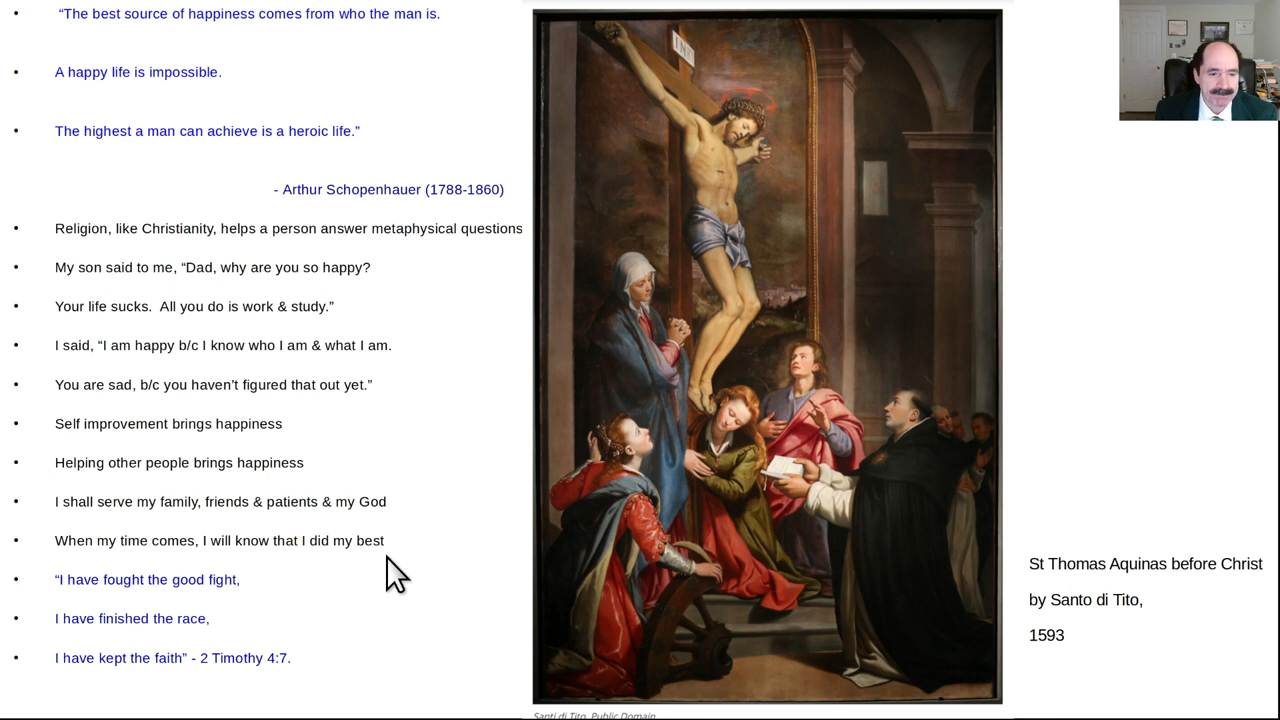 • “The best source of happiness comes from who the man is.
• A happy life is impossible.
• The highest a man can achieve is a heroic life.”
- Arthur Schopenhauer (1788-1860)
• Religion, like Christianity, helps a person answer metaphysical questions
• My son said to me, “Dad, why are you so happy?
• Your life sucks.  All you do is work & study.”
• I said, “I am happy b/c I know who I am & what I am.
• You are sad, b/c you haven’t figured that out yet.”
• Self improvement brings happiness
• Helping other people brings happiness
• I shall serve my family, friends & patients & my God
• When my time comes, I will know that I did my best
• “I have fought the good fight,
• I have finished the race,
• I have kept the faith” - 2 Timothy 4:7.
INRI
St Thomas Aquinas before Christ
by Santo di Tito,
1593
Santi di Tito, Public Domain